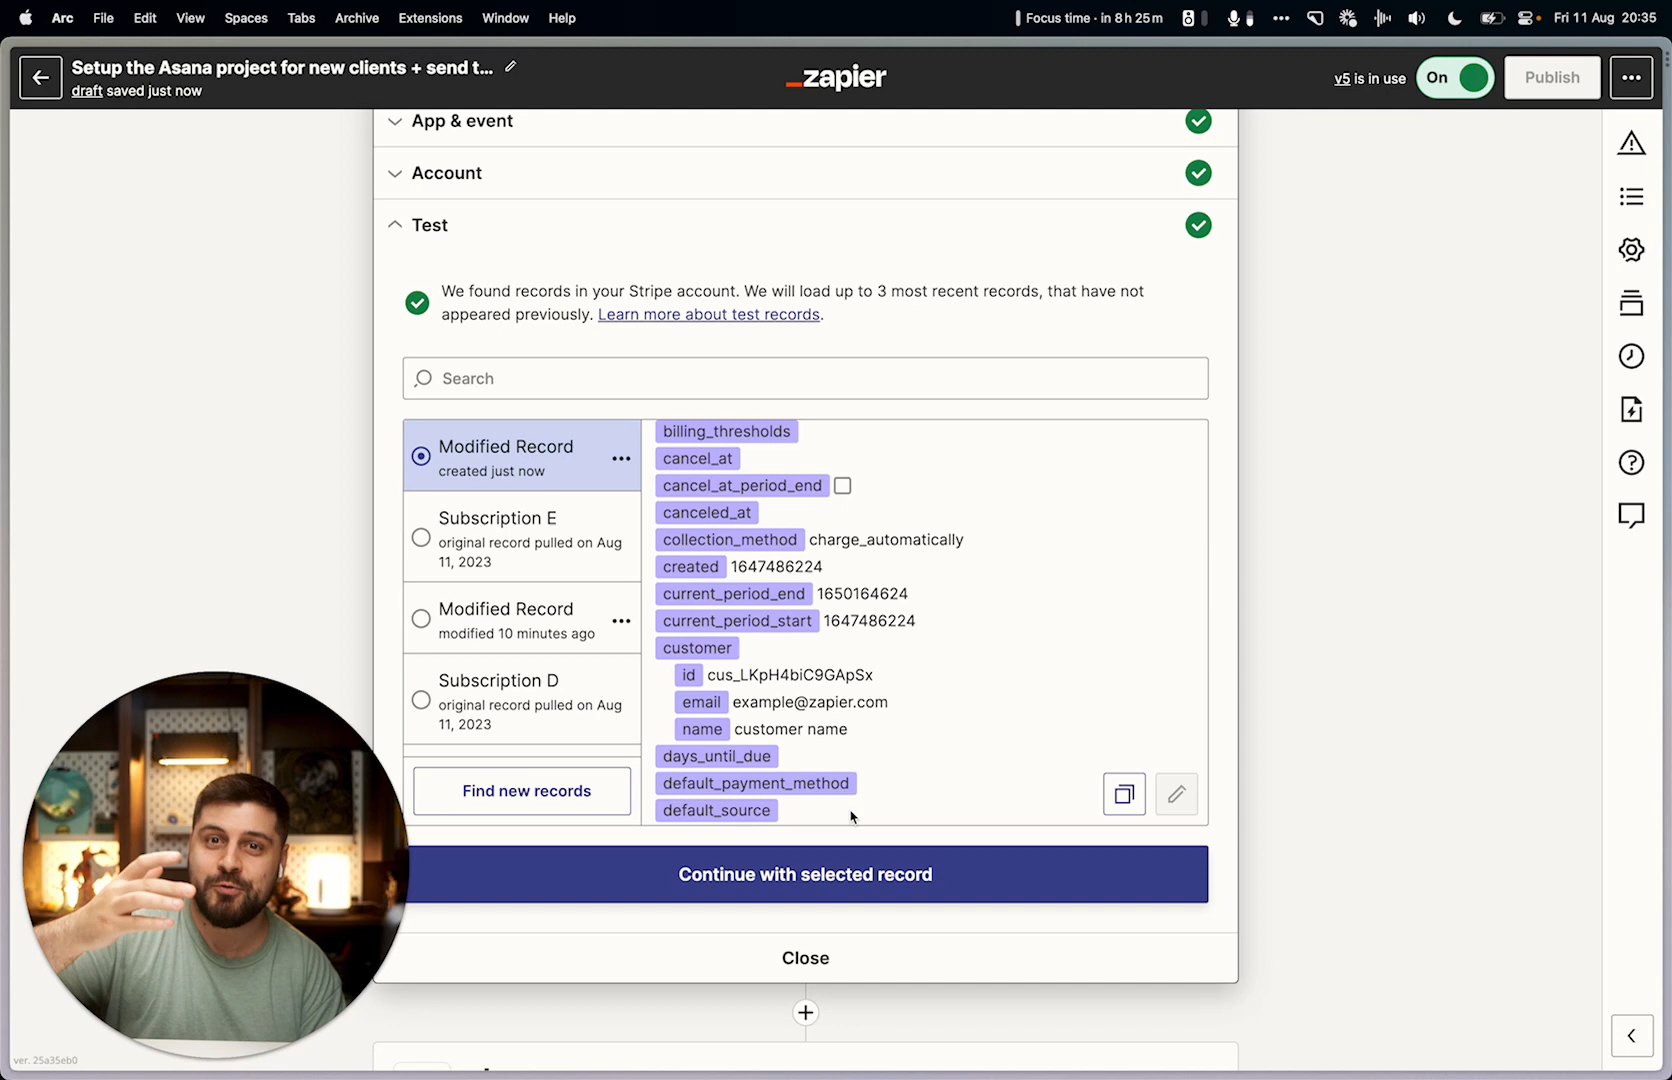 Arc File Edit View Spaces Tabs Archive Extensions Window Help
Focus time · in 8 h 25 m
Fri 11 Aug 20:35
Setup the Asana project for new clients + send t...
draft saved just now
_zapier
v5 is in use
On
Publish
App & event
Account
Test
We found records in your Stripe account. We will load up to 3 most recent records, that have not
appeared previously. Learn more about test records.
Search
Modified Record
created just now
Subscription E
original record pulled on Aug
11, 2023
Modified Record
modified 10 minutes ago
Subscription D
original record pulled on Aug
11, 2023
Find new records
billing_thresholds
cancel_at
cancel_at_period_end
canceled_at
collection_method charge_automatically
created 1647486224
current_period_end 1650164624
current_period_start 1647486224
customer
id cus_LKpH4biC9GApSx
email example@zapier.com
name customer name
days_until_due
default_payment_method
default_source
Continue with selected record
Close
ver. 25a35eb0